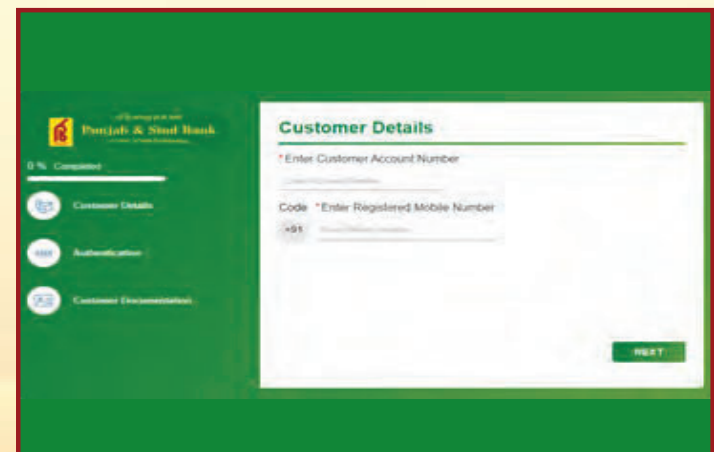 Punjab & Sind Bank
0 % Completed
Customer Details
Authentication
Customer Documentation
Customer Details
*Enter Customer Account Number
Code *Enter Registered Mobile Number
+91
NEXT